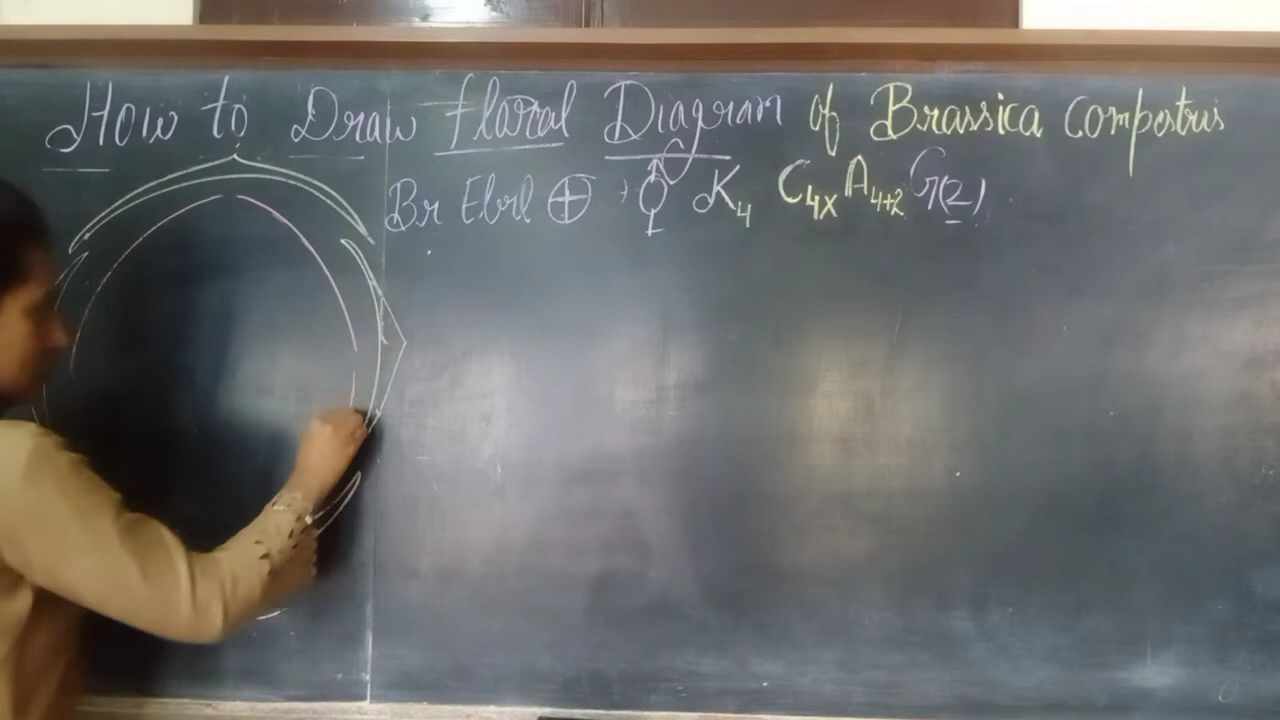 How to Draw Floral Diagram of Brassica Compestris
Br Ebrl ⊕ ⚥ K4 C4x A4+2 G(2)